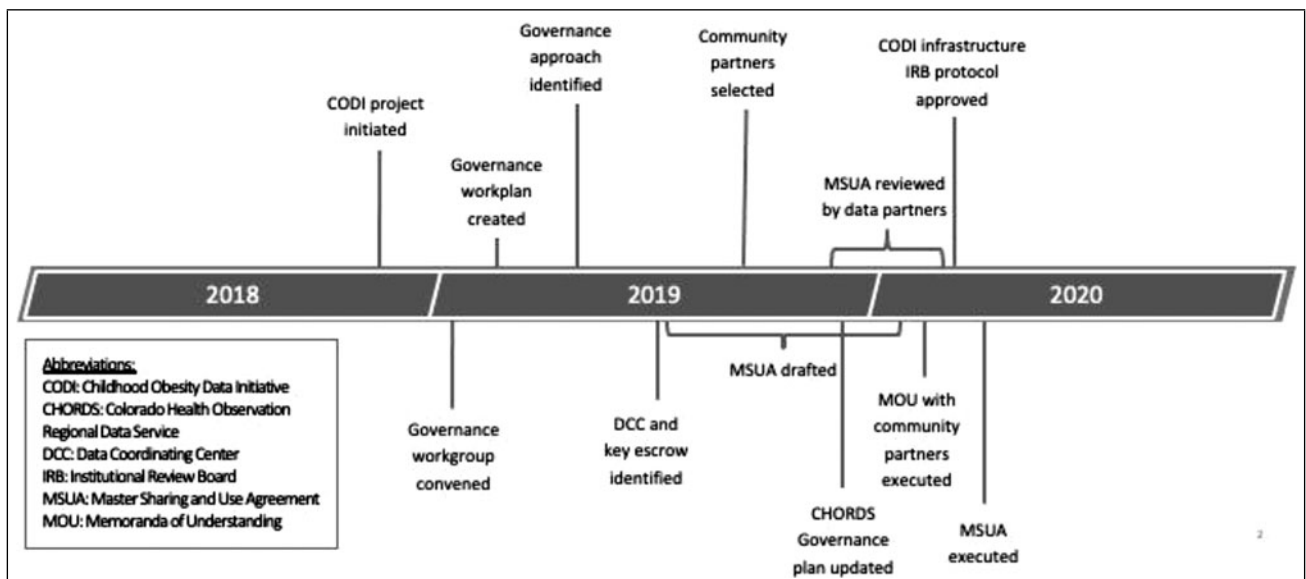 CODI project
initiated
Governance
workplan
created
Governance
approach
identified
Community
partners
selected
MSUA reviewed
by data partners
CODI infrastructure
IRB protocol
approved
2018
2019
2020
Governance
workgroup
convened
DCC and
key escrow
identified
MSUA drafted
CHORDS
Governance
plan updated
MOU with
community
partners
executed
MSUA
executed
Abbreviations:
CODI: Childhood Obesity Data Initiative
CHORDS: Colorado Health Observation
Regional Data Service
DCC: Data Coordinating Center
IRB: Institutional Review Board
MSUA: Master Sharing and Use Agreement
MOU: Memoranda of Understanding
2